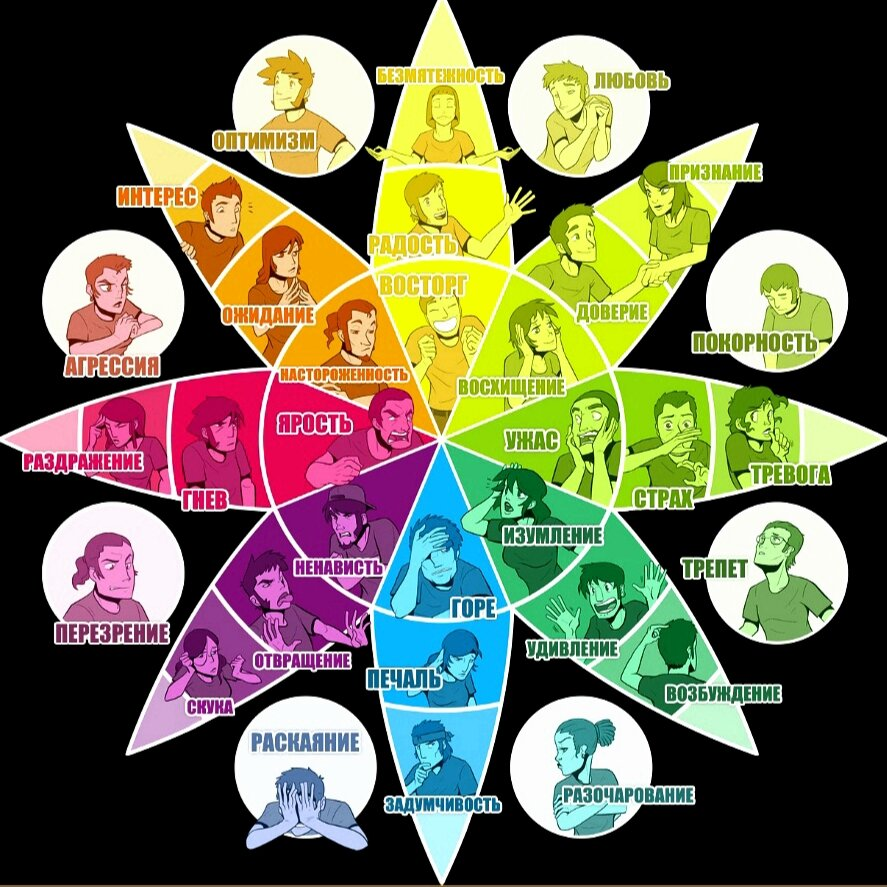 БЕЗМЯТЕЖНОСТЬ
ЛЮБОВЬ
ОПТИМИЗМ
ПРИЗНАНИЕ
ИНТЕРЕС
РАДОСТЬ
ВОСТОРГ
ОЖИДАНИЕ
ДОВЕРИЕ
ПОКОРНОСТЬ
АГРЕССИЯ
НАСТОРОЖЕННОСТЬ
ВОСХИЩЕНИЕ
ЯРОСТЬ
УЖАС
РАЗДРАЖЕНИЕ
ГНЕВ
СТРАХ
ТРЕВОГА
ИЗУМЛЕНИЕ
НЕНАВИСТЬ
ТРЕПЕТ
ГОРЕ
ПЕРЕЗРЕНИЕ
ОТВРАЩЕНИЕ
УДИВЛЕНИЕ
ПЕЧАЛЬ
ВОЗБУЖДЕНИЕ
СКУКА
РАСКАЯНИЕ
ЗАДУМЧИВОСТЬ
РАЗОЧАРОВАНИЕ